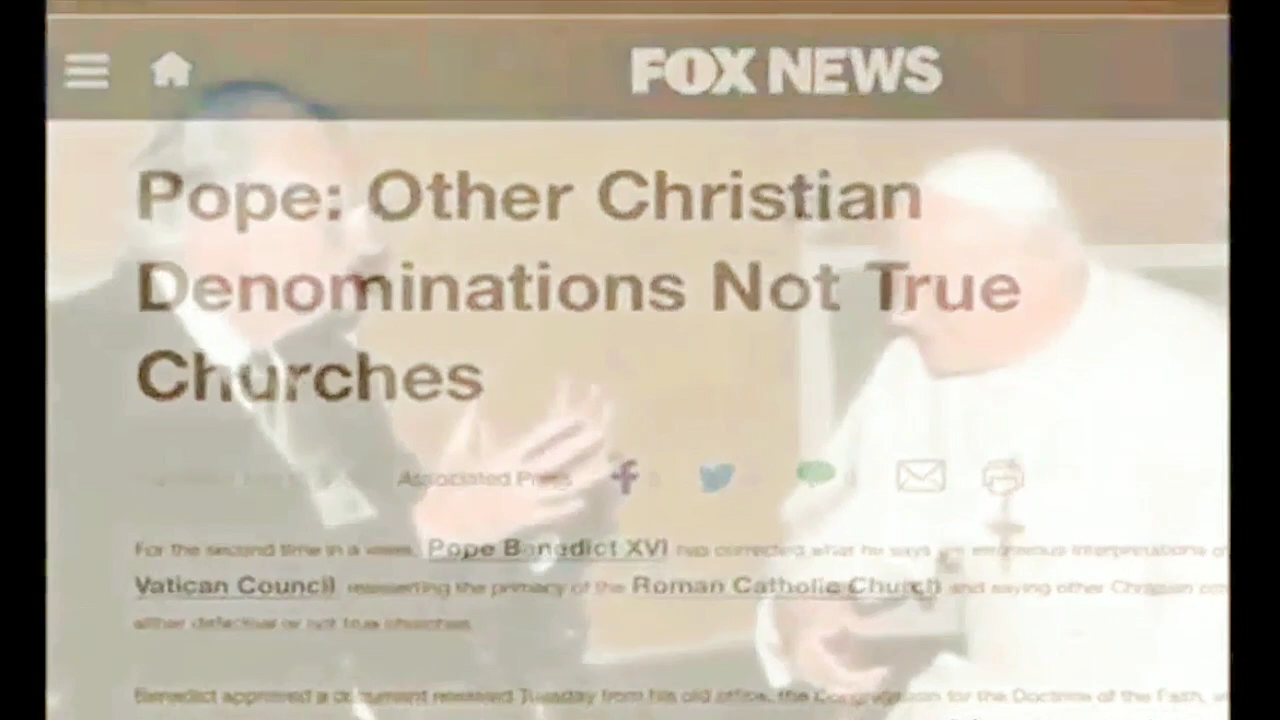 FOX NEWS
Pope: Other Christian
Denominations Not True
Churches
Associated Press
For the second time in a week, Pope Benedict XVI has corrected what he says are erroneous interpretations of
Vatican Council reasserting the primacy of the Roman Catholic Church and saying other Christian
either defective or not true churches
Benedict approved a document released Tuesday from his old office, the Congregation for the Doctrine of the Faith,